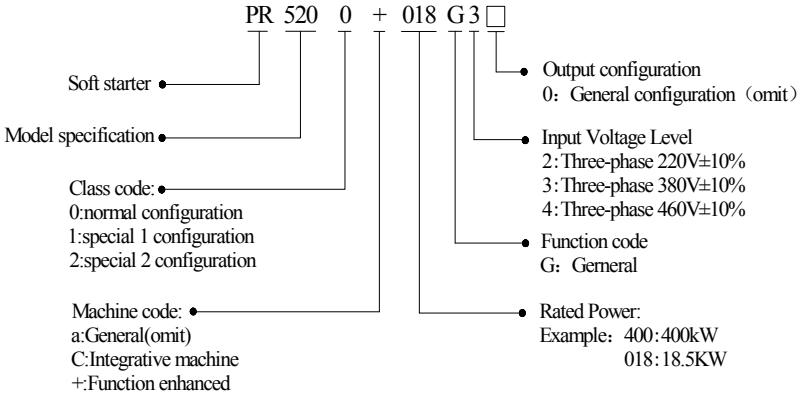 PR 520 0 + 018 G 3 □
Soft starter
Model specification
Class code:
0:normal configuration
1:special 1 configuration
2:special 2 configuration
Machine code:
a:General(omit)
C:Integrative machine
+:Function enhanced
Output configuration
0：General configuration（omit）
Input Voltage Level
2:Three-phase 220V±10%
3:Three-phase 380V±10%
4:Three-phase 460V±10%
Function code
G：Gerneral
Rated Power:
Example：400:400kW
018:18.5KW